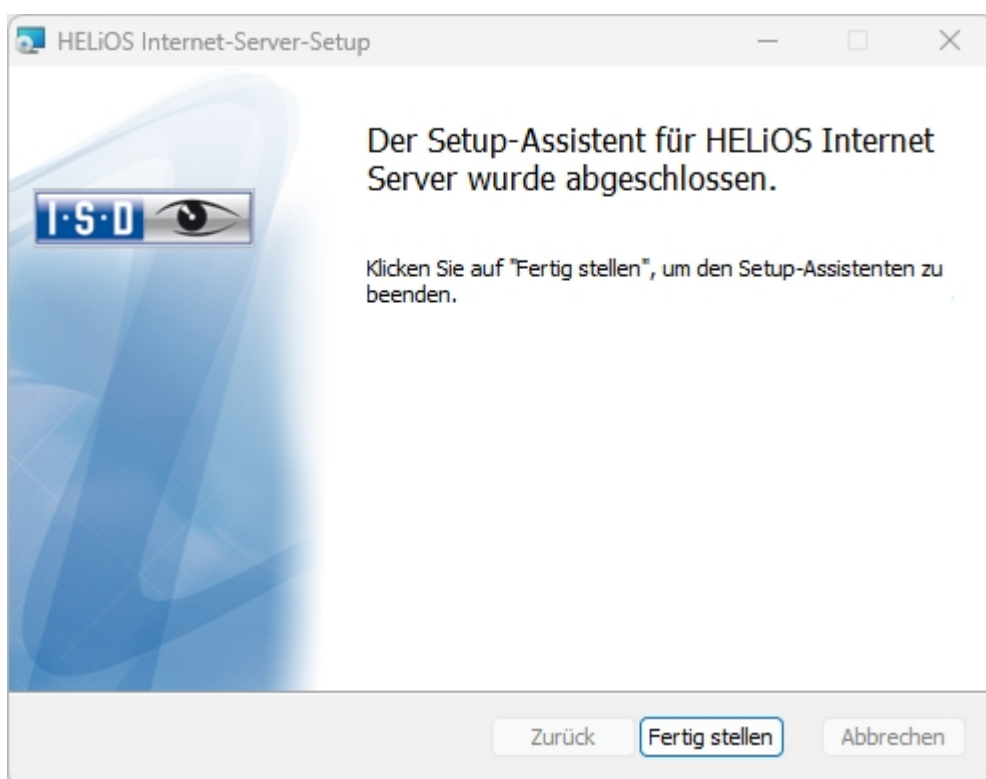 HELiOS Internet-Server-Setup
Der Setup-Assistent für HELiOS Internet
Server wurde abgeschlossen.
I·S·D
Klicken Sie auf "Fertig stellen", um den Setup-Assistenten zu
beenden.
Zurück Fertig stellen Abbrechen